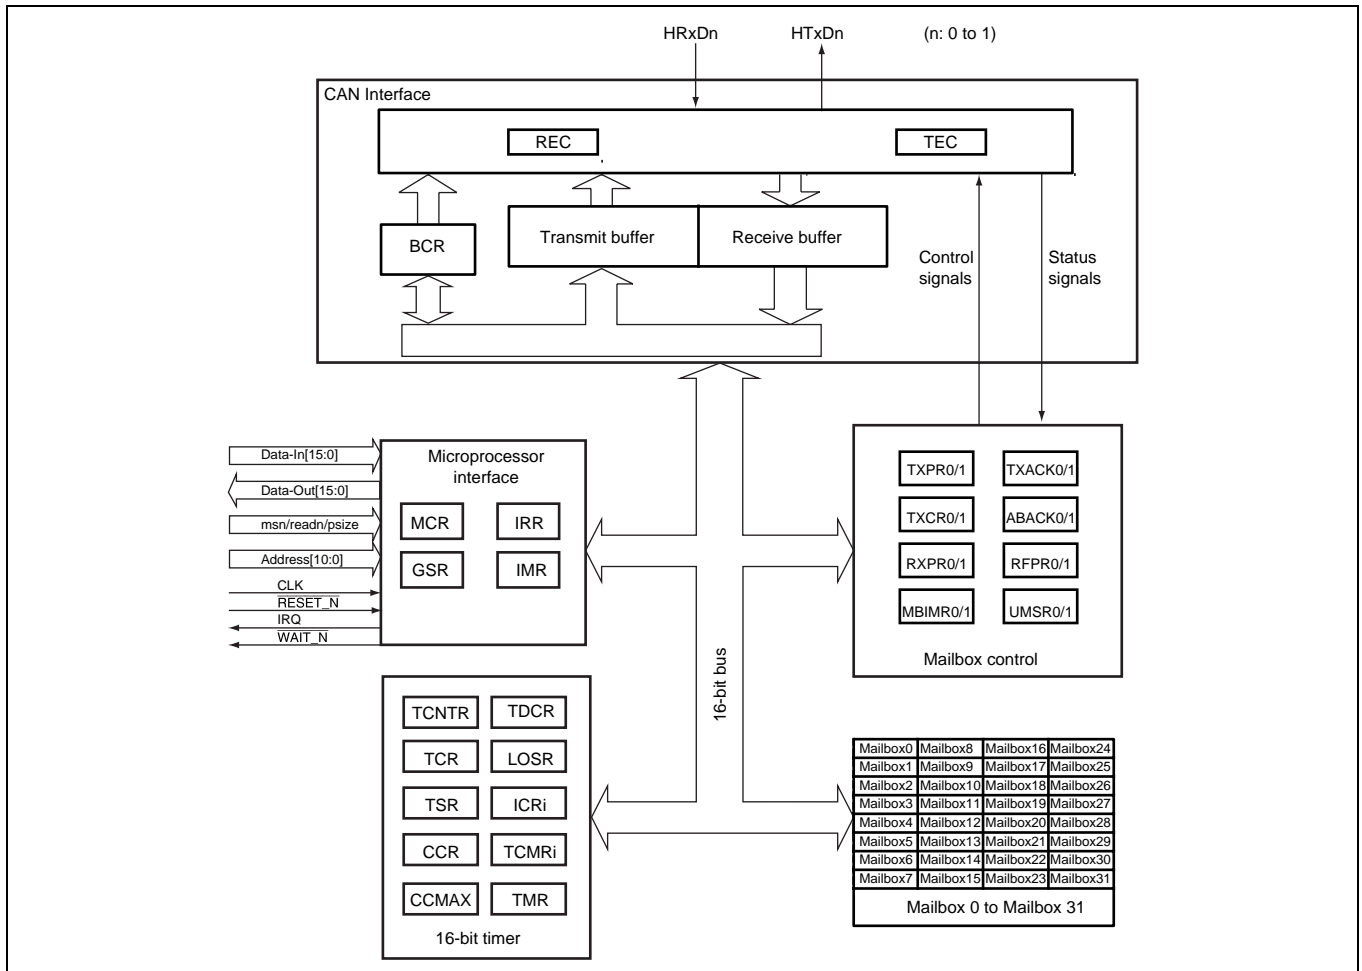 HRxDn HTxDn (n: 0 to 1)
CAN Interface
REC TEC
BCR
Transmit buffer
Receive buffer
Control
signals
Status
signals
Data-In[15:0]
Data-Out[15:0]
msn/readn/psize
Address[10:0]
CLK
RESET_N
IRQ
WAIT_N
Microprocessor
interface
MCR IRR
GSR IMR
TXPR0/1 TXACK0/1
TXCR0/1 ABACK0/1
RXPR0/1 RFPR0/1
MBIMR0/1 UMSR0/1
Mailbox control
16-bit bus
TCNTR TDCR
TCR LOSR
TSR ICRi
CCR TCMRi
CCMAX TMR
16-bit timer
Mailbox0 Mailbox8 Mailbox16 Mailbox24
Mailbox1 Mailbox9 Mailbox17 Mailbox25
Mailbox2 Mailbox10 Mailbox18 Mailbox26
Mailbox3 Mailbox11 Mailbox19 Mailbox27
Mailbox4 Mailbox12 Mailbox20 Mailbox28
Mailbox5 Mailbox13 Mailbox21 Mailbox29
Mailbox6 Mailbox14 Mailbox22 Mailbox30
Mailbox7 Mailbox15 Mailbox23 Mailbox31
Mailbox 0 to Mailbox 31